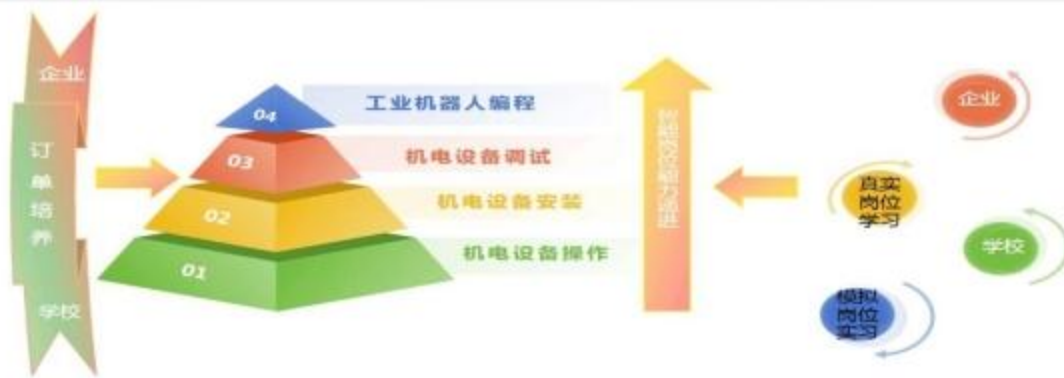 企业
订单培养
学校
04
工业机器人编程
03
机电设备调试
02
机电设备安装
01
机电设备操作
企业
真实
岗位
学习
学校
模拟
岗位
实习